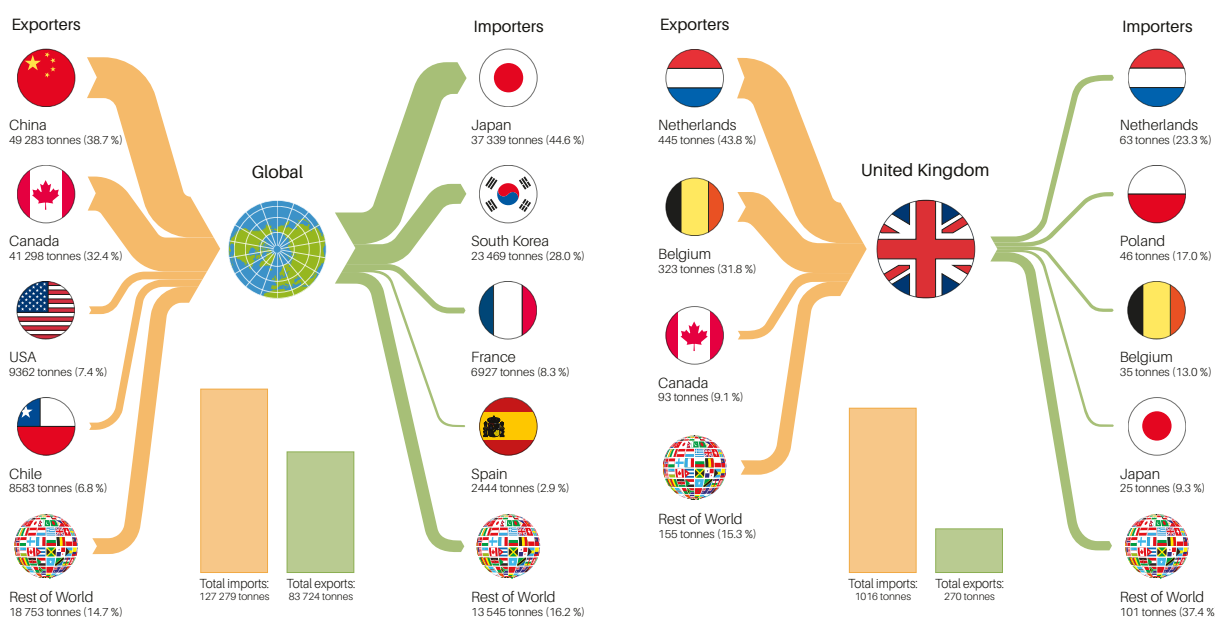 Exporters
China
49 283 tonnes (38.7 %)
Canada
41 298 tonnes (32.4 %)
USA
9362 tonnes (7.4 %)
Chile
8583 tonnes (6.8 %)
Rest of World
18 753 tonnes (14.7 %)
Global
Total imports:
127 279 tonnes
Total exports:
83 724 tonnes
Importers
Japan
37 339 tonnes (44.6 %)
South Korea
23 469 tonnes (28.0 %)
France
6927 tonnes (8.3 %)
Spain
2444 tonnes (2.9 %)
Rest of World
13 545 tonnes (16.2 %)
Exporters
Netherlands
445 tonnes (43.8 %)
Belgium
323 tonnes (31.8 %)
Canada
93 tonnes (9.1 %)
Rest of World
155 tonnes (15.3 %)
United Kingdom
Total imports:
1016 tonnes
Total exports:
270 tonnes
Importers
Netherlands
63 tonnes (23.3 %)
Poland
46 tonnes (17.0 %)
Belgium
35 tonnes (13.0 %)
Japan
25 tonnes (9.3 %)
Rest of World
101 tonnes (37.4 %